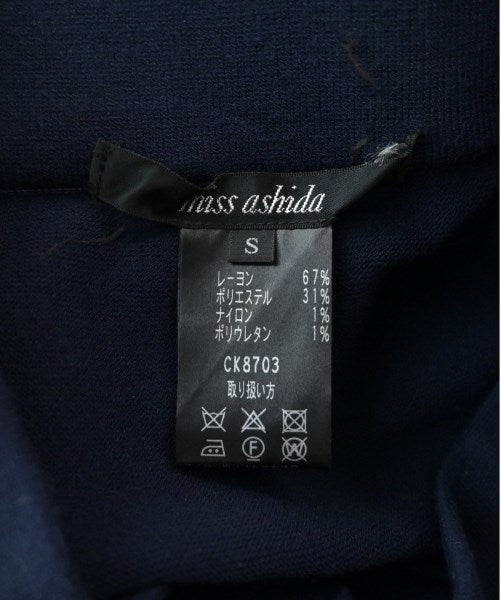 miss ashida
S
レーヨン 67%
ポリエステル 31%
ナイロン 1%
ポリウレタン 1%
CK8703
取り扱い方
F W